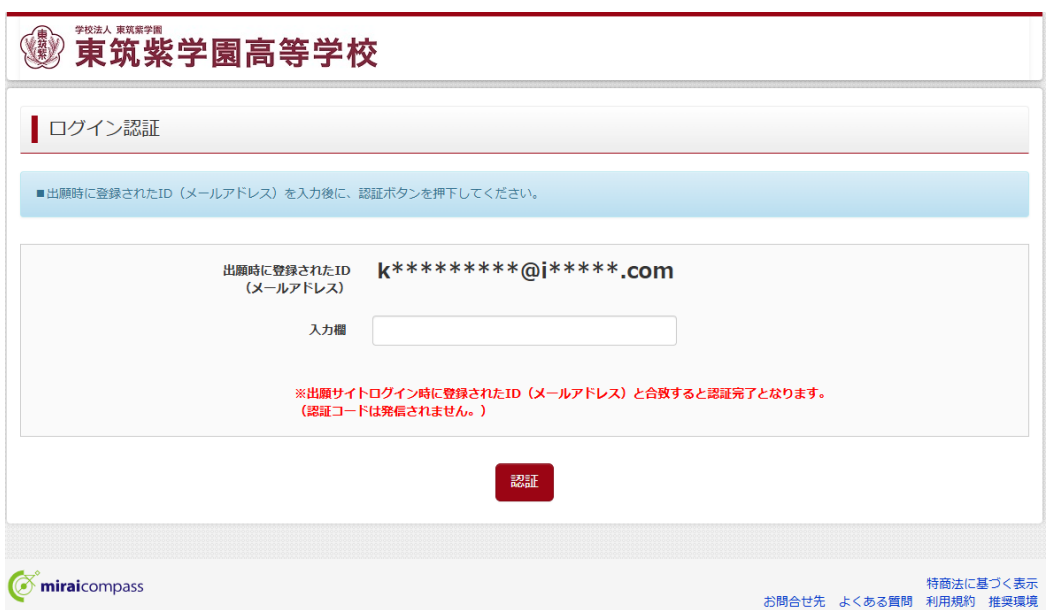 学校法人 東筑紫学園
東筑紫
東筑紫学園高等学校
ログイン認証
■出願時に登録されたID（メールアドレス）を入力後に、認証ボタンを押下してください。
出願時に登録されたID
（メールアドレス）
k*********@i*****.com
入力欄
※出願サイトログイン時に登録されたID（メールアドレス）と合致すると認証完了となります。
（認証コードは発信されません。）
認証
miraicompass
特商法に基づく表示
お問合せ先 よくある質問 利用規約 推奨環境